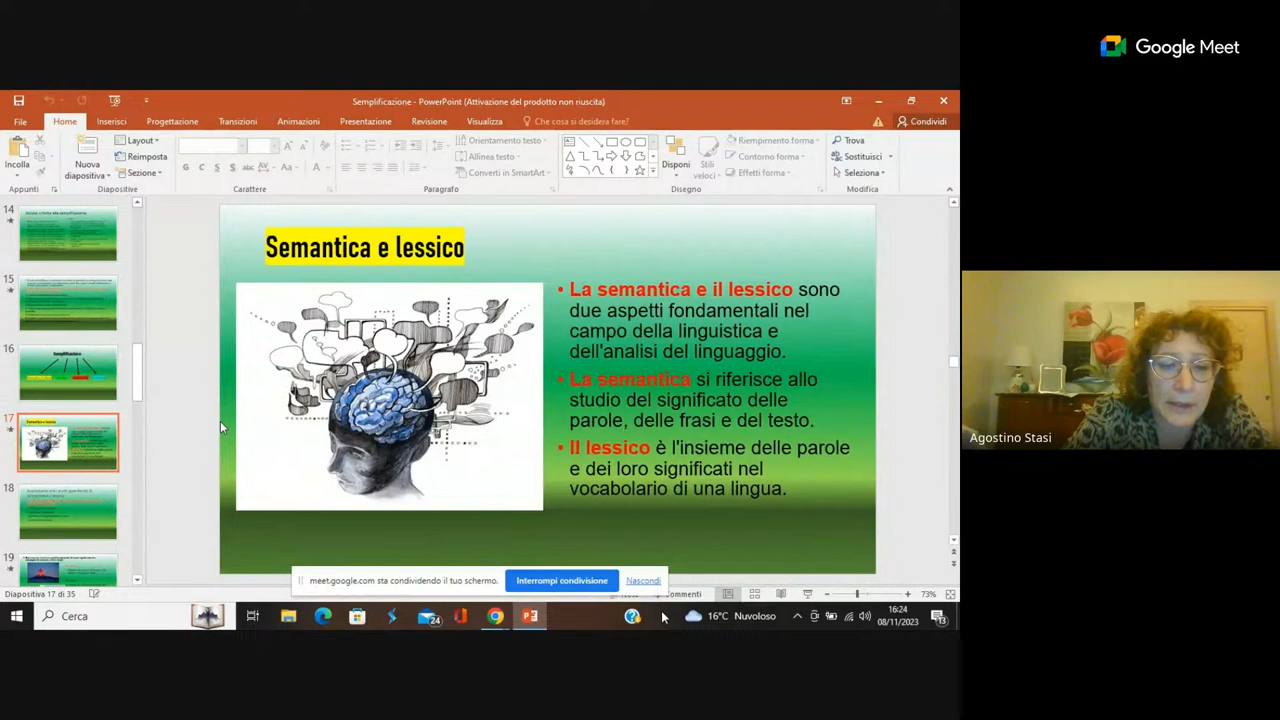 Google Meet
Semplificazione - PowerPoint (Attivazione del prodotto non riuscita)
File Home Inserisci Progettazione Transizioni Animazioni Presentazione Revisione Visualizza Che cosa si desidera fare? Condividi
Incolla
Nuova
diapositiva
Layout
Reimposta
Sezione
G C S S abc AV Aa A
Orientamento testo
Allinea testo
Converti in SmartArt
Disponi
Stili
veloci
Riempimento forma
Contorno forma
Effetti forma
Trova
Sostituisci
Seleziona
Appunti Diapositive Carattere Paragrafo Disegno Modifica
14
15
16
17
18
19
Semantica e lessico
• La semantica e il lessico sono
due aspetti fondamentali nel
campo della linguistica e
dell'analisi del linguaggio.
• La semantica si riferisce allo
studio del significato delle
parole, delle frasi e del testo.
• Il lessico è l'insieme delle parole
e dei loro significati nel
vocabolario di una lingua.
Agostino Stasi
meet.google.com sta condividendo il tuo schermo. Interrompi condivisione Nascondi
Diapositiva 17 di 35
73%
Cerca
24
16°C Nuvoloso
16:24
08/11/2023
13